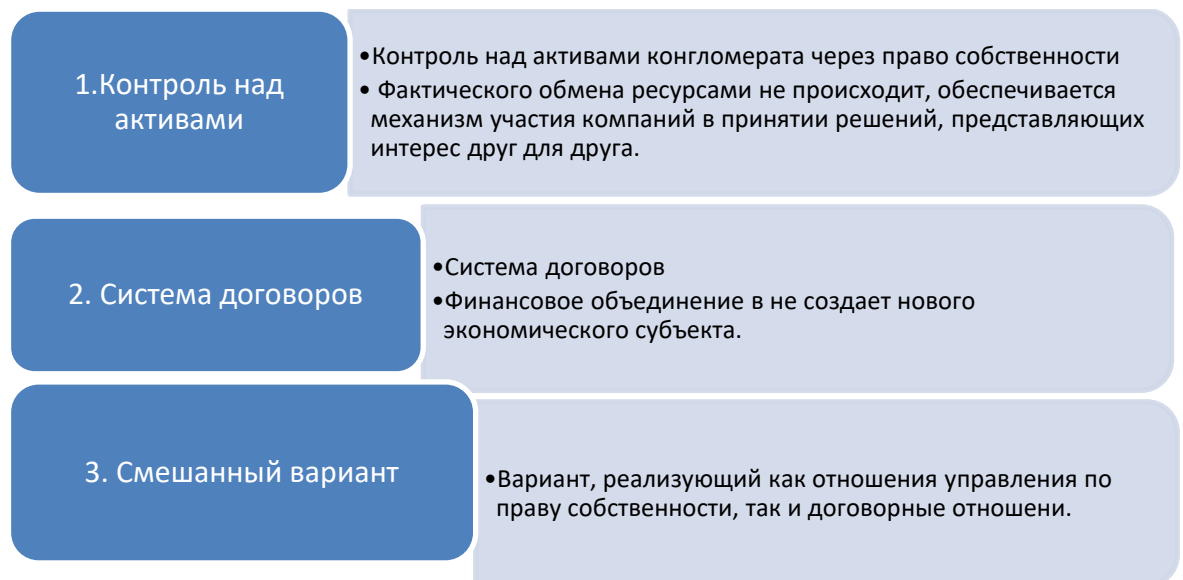 1.Контроль над
активами
•Контроль над активами конгломерата через право собственности
• Фактического обмена ресурсами не происходит, обеспечивается
механизм участия компаний в принятии решений, представляющих
интерес друг для друга.
2. Система договоров
•Система договоров
•Финансовое объединение в не создает нового
экономического субъекта.
3. Смешанный вариант
•Вариант, реализующий как отношения управления по
праву собственности, так и договорные отношени.